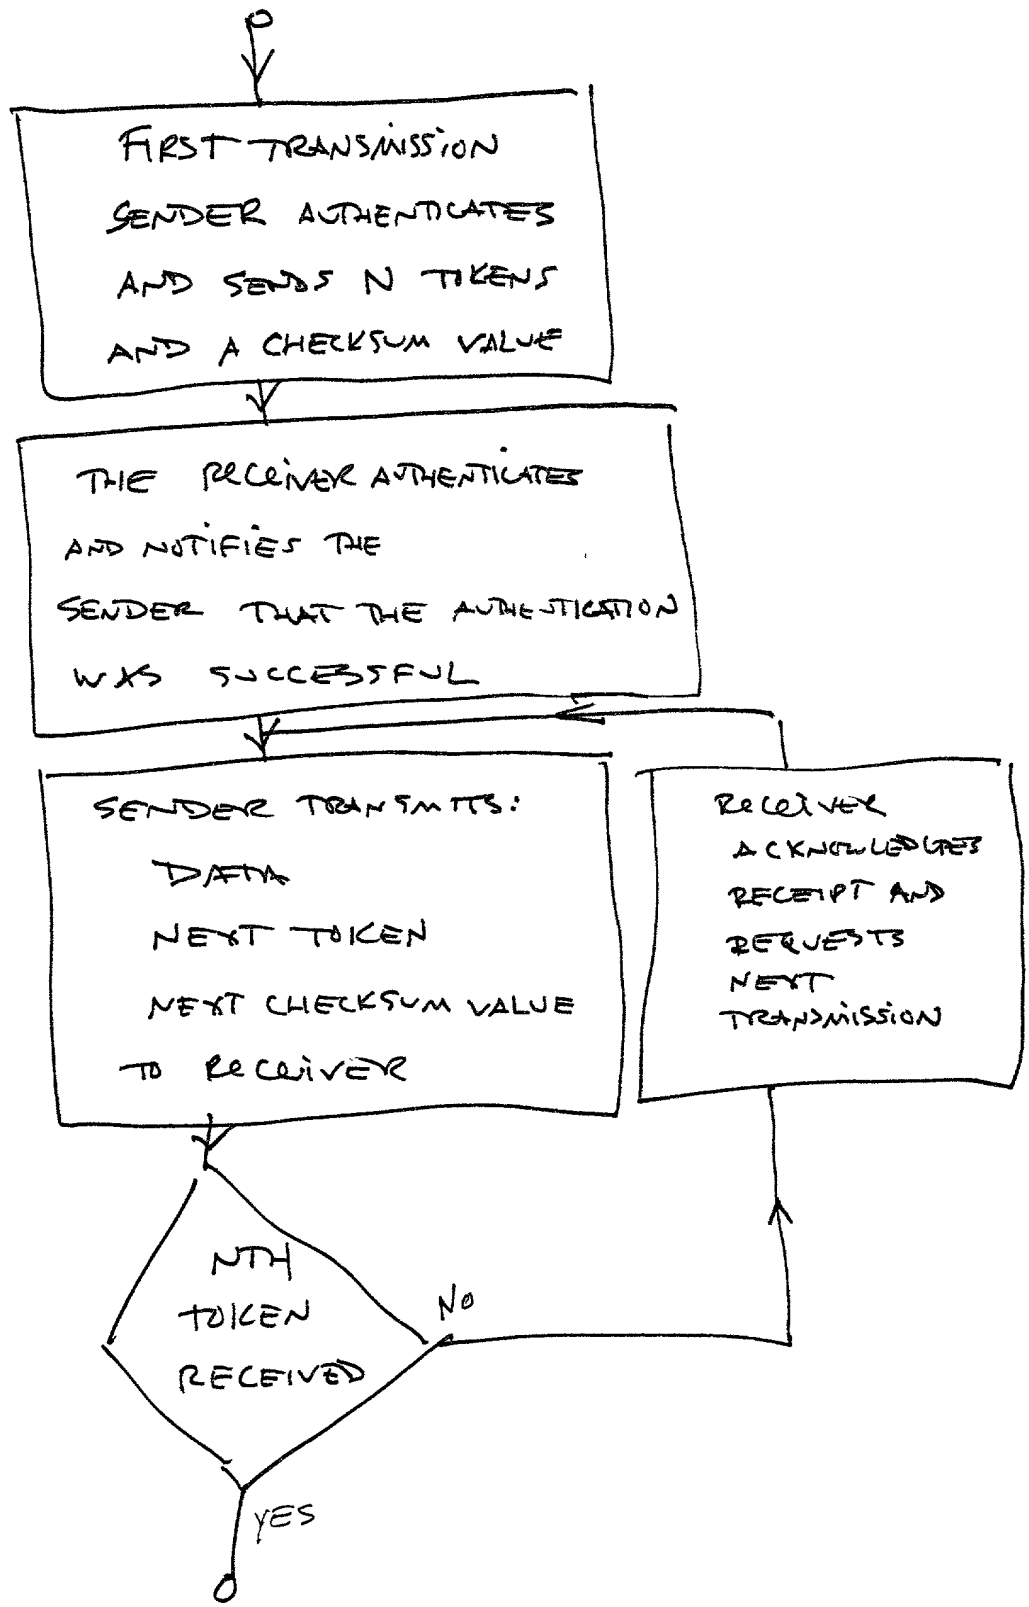 FIRST TRANSMISSION
SENDER AUTHENTICATES
AND SENDS N TOKENS
AND A CHECKSUM VALUE
THE RECEIVER AUTHENTICATES
AND NOTIFIES THE
SENDER THAT THE AUTHENTICATION
WAS SUCCESSFUL
SENDER TRANSMITS:
DATA
NEXT TOKEN
NEXT CHECKSUM VALUE
TO RECEIVER
RECEIVER
ACKNOWLEDGES
RECEIPT AND
REQUESTS
NEXT
TRANSMISSION
NTH
TOKEN
RECEIVED
NO
YES